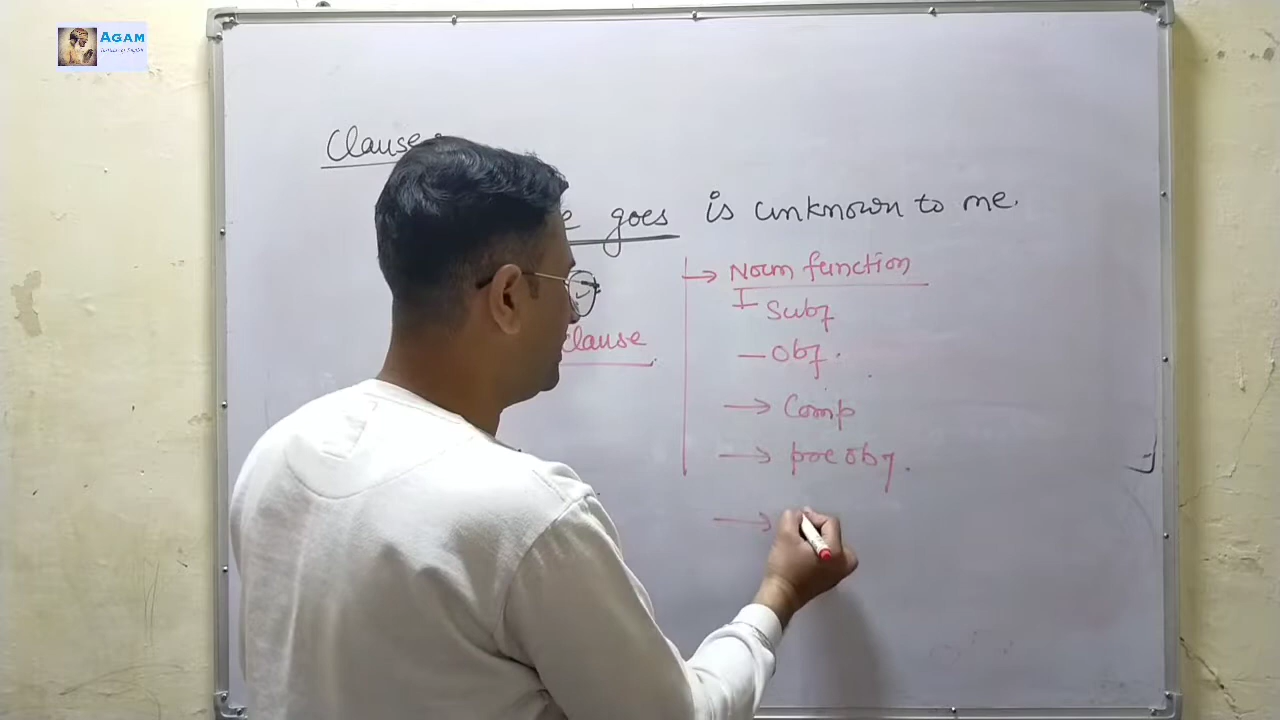 AGAM
Clause
goes is unknown to me.
→ Noun function
Subj
— Obj.
clause
→ Comp
→ pre obj.
→